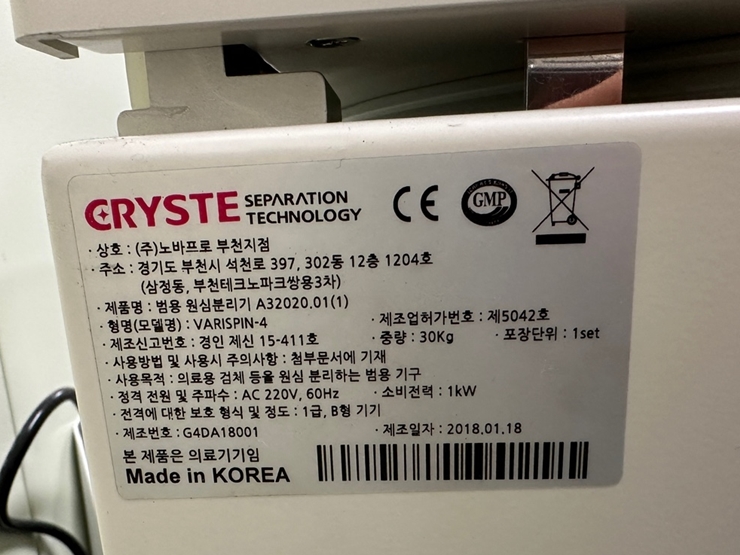 CRYSTE SEPARATION TECHNOLOGY CE GMP
· 상호 : (주)노바프로 부천지점
· 주소 : 경기도 부천시 석천로 397, 302동 12층 1204호
(삼정동, 부천테크노파크쌍용3차)
· 제품명 : 범용 원심분리기 A32020.01(1)
· 형명(모델명) : VARISPIN-4 · 제조업허가번호 : 제5042호
· 제조신고번호 : 경인 제신 15-411호 · 중량 : 30Kg · 포장단위 : 1set
· 사용방법 및 사용시 주의사항 : 첨부문서에 기재
· 사용목적 : 의료용 검체 등을 원심 분리하는 범용 기구
· 정격 전원 및 주파수 : AC 220V, 60Hz · 소비전력 : 1kW
· 전격에 대한 보호 형식 및 정도 : 1급, B형 기기
· 제조번호 : G4DA18001 · 제조일자 : 2018.01.18
본 제품은 의료기기임
Made in KOREA